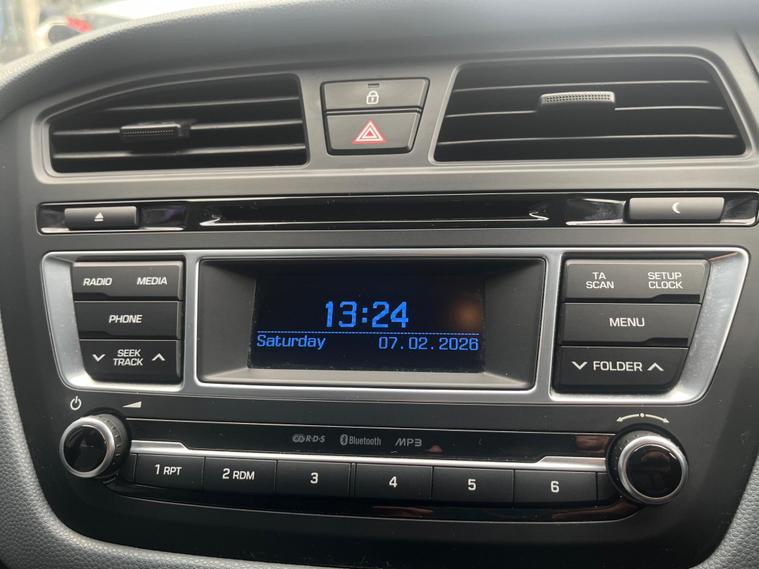 RADIO MEDIA
PHONE
SEEK
TRACK
13:24
Saturday 07.02.2026
TA
SCAN
SETUP
CLOCK
MENU
FOLDER
R·D·S Bluetooth MP3
1 RPT
2 RDM
3
4
5
6